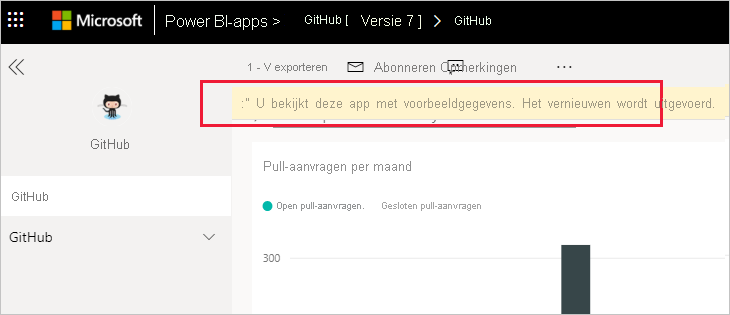 Microsoft Power BI-apps > GitHub [ Versie 7 ] > GitHub
1 - V exporteren Abonneren Opmerkingen ...
:" U bekijkt deze app met voorbeeldgegevens. Het vernieuwen wordt uitgevoerd.
GitHub
Pull-aanvragen per maand
GitHub
Open pull-aanvragen. Gesloten pull-aanvragen
GitHub
300